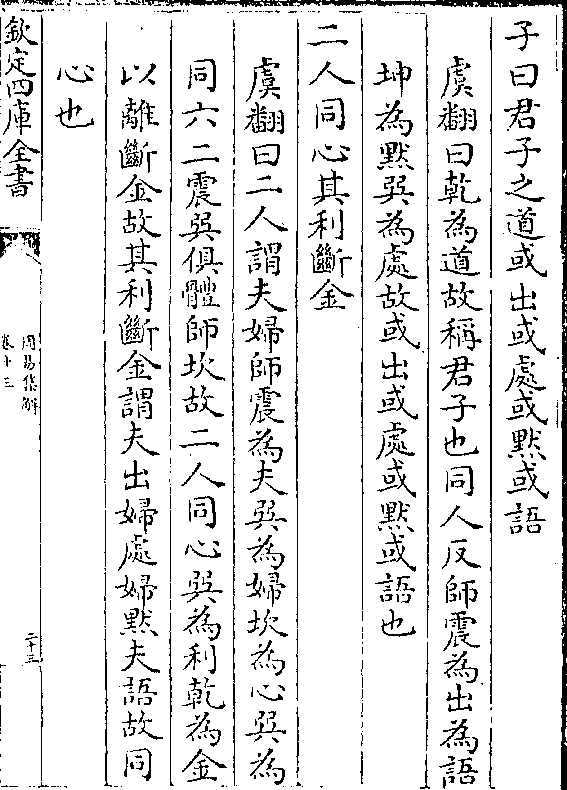 子曰君子之道或出或處或黙或語
虞翻曰乾為道故稱君子也同人反師震為出為語
坤為黙巽為處故或出或處或黙或語也
二人同心其利斷金
虞翻曰二人謂夫婦師震為夫巽為婦坎為心巽為
同六二震巽俱體師坎故二人同心巽為利乾為金
以離斷金故其利斷金謂夫出婦處婦黙夫語故同
心也
欽定四庫全書
周易集解
卷十三
二十三